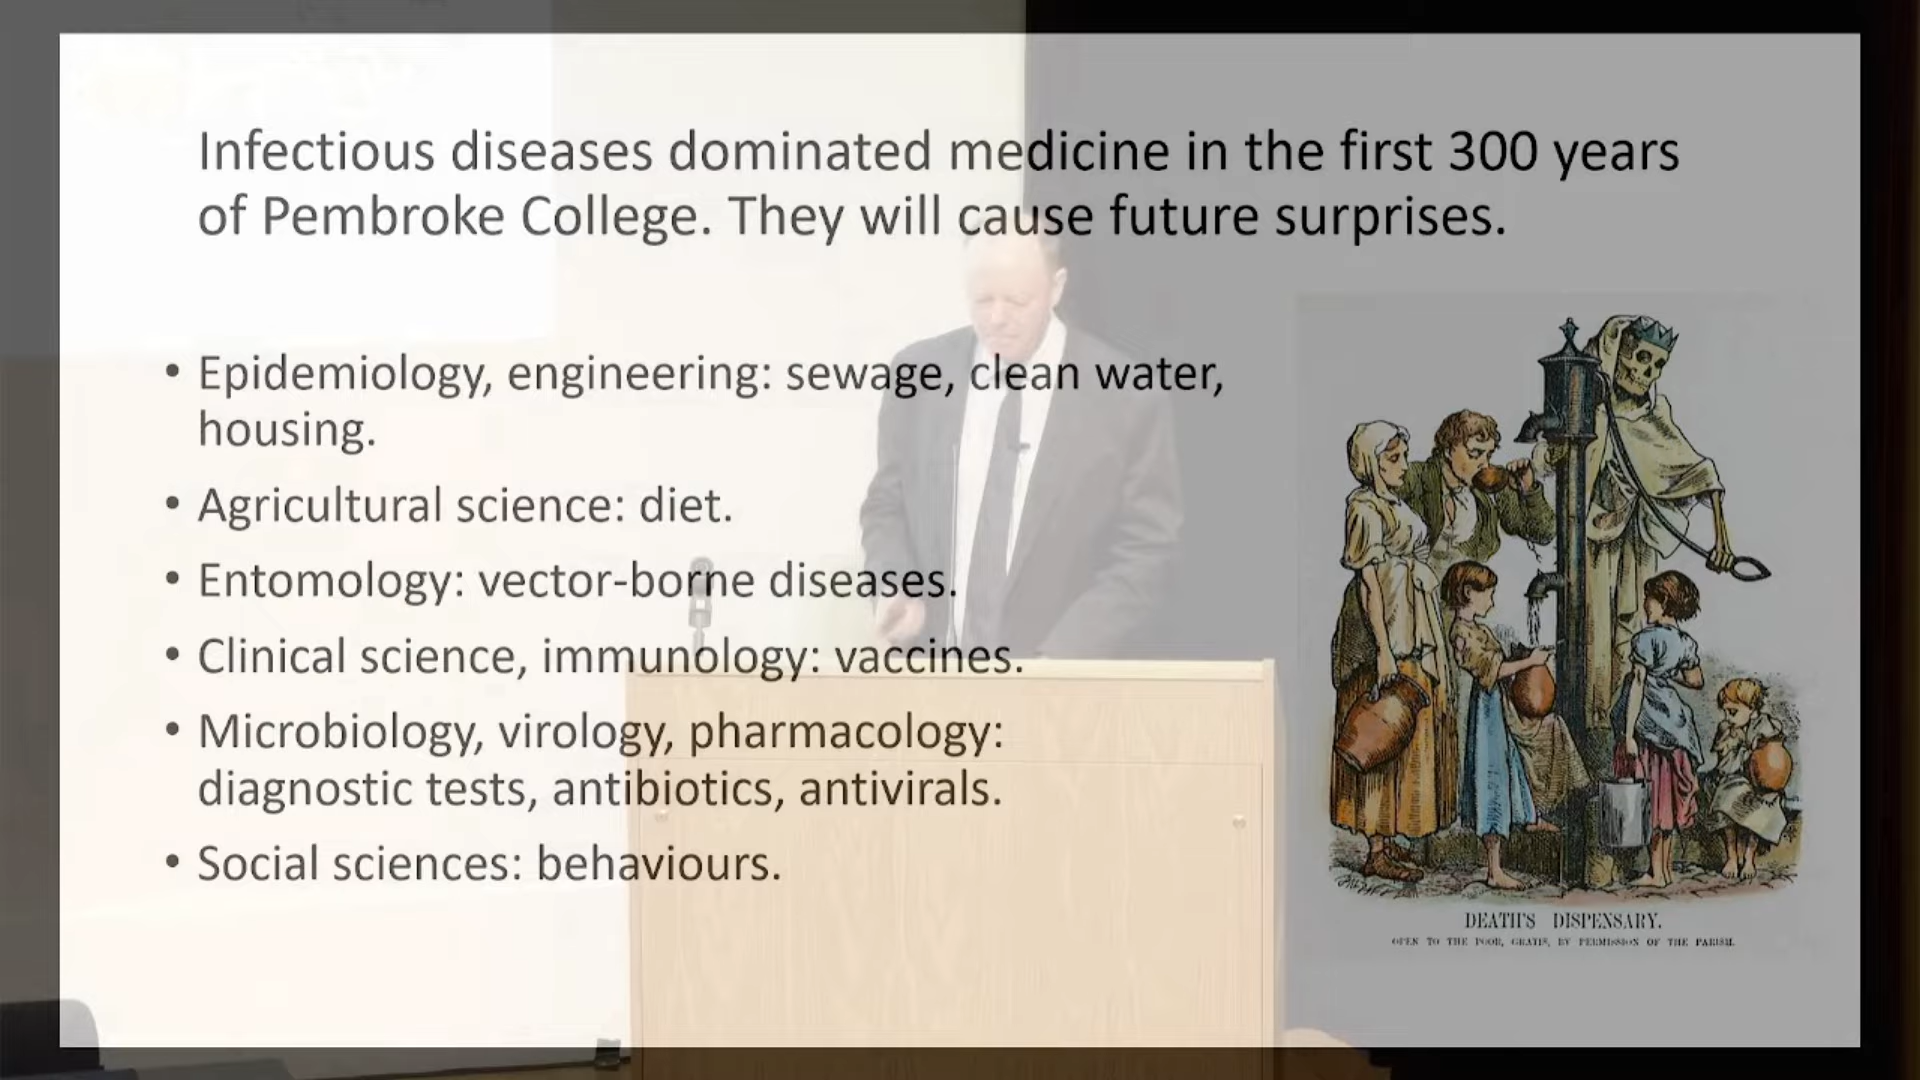 Infectious diseases dominated medicine in the first 300 years
of Pembroke College. They will cause future surprises.
• Epidemiology, engineering: sewage, clean water,
housing.
• Agricultural science: diet.
• Entomology: vector-borne diseases.
• Clinical science, immunology: vaccines.
• Microbiology, virology, pharmacology:
diagnostic tests, antibiotics, antivirals.
• Social sciences: behaviours.
DEATH'S DISPENSARY.
OPEN TO THE POOR, GRATIS, BY PERMISSION OF THE PARISH.